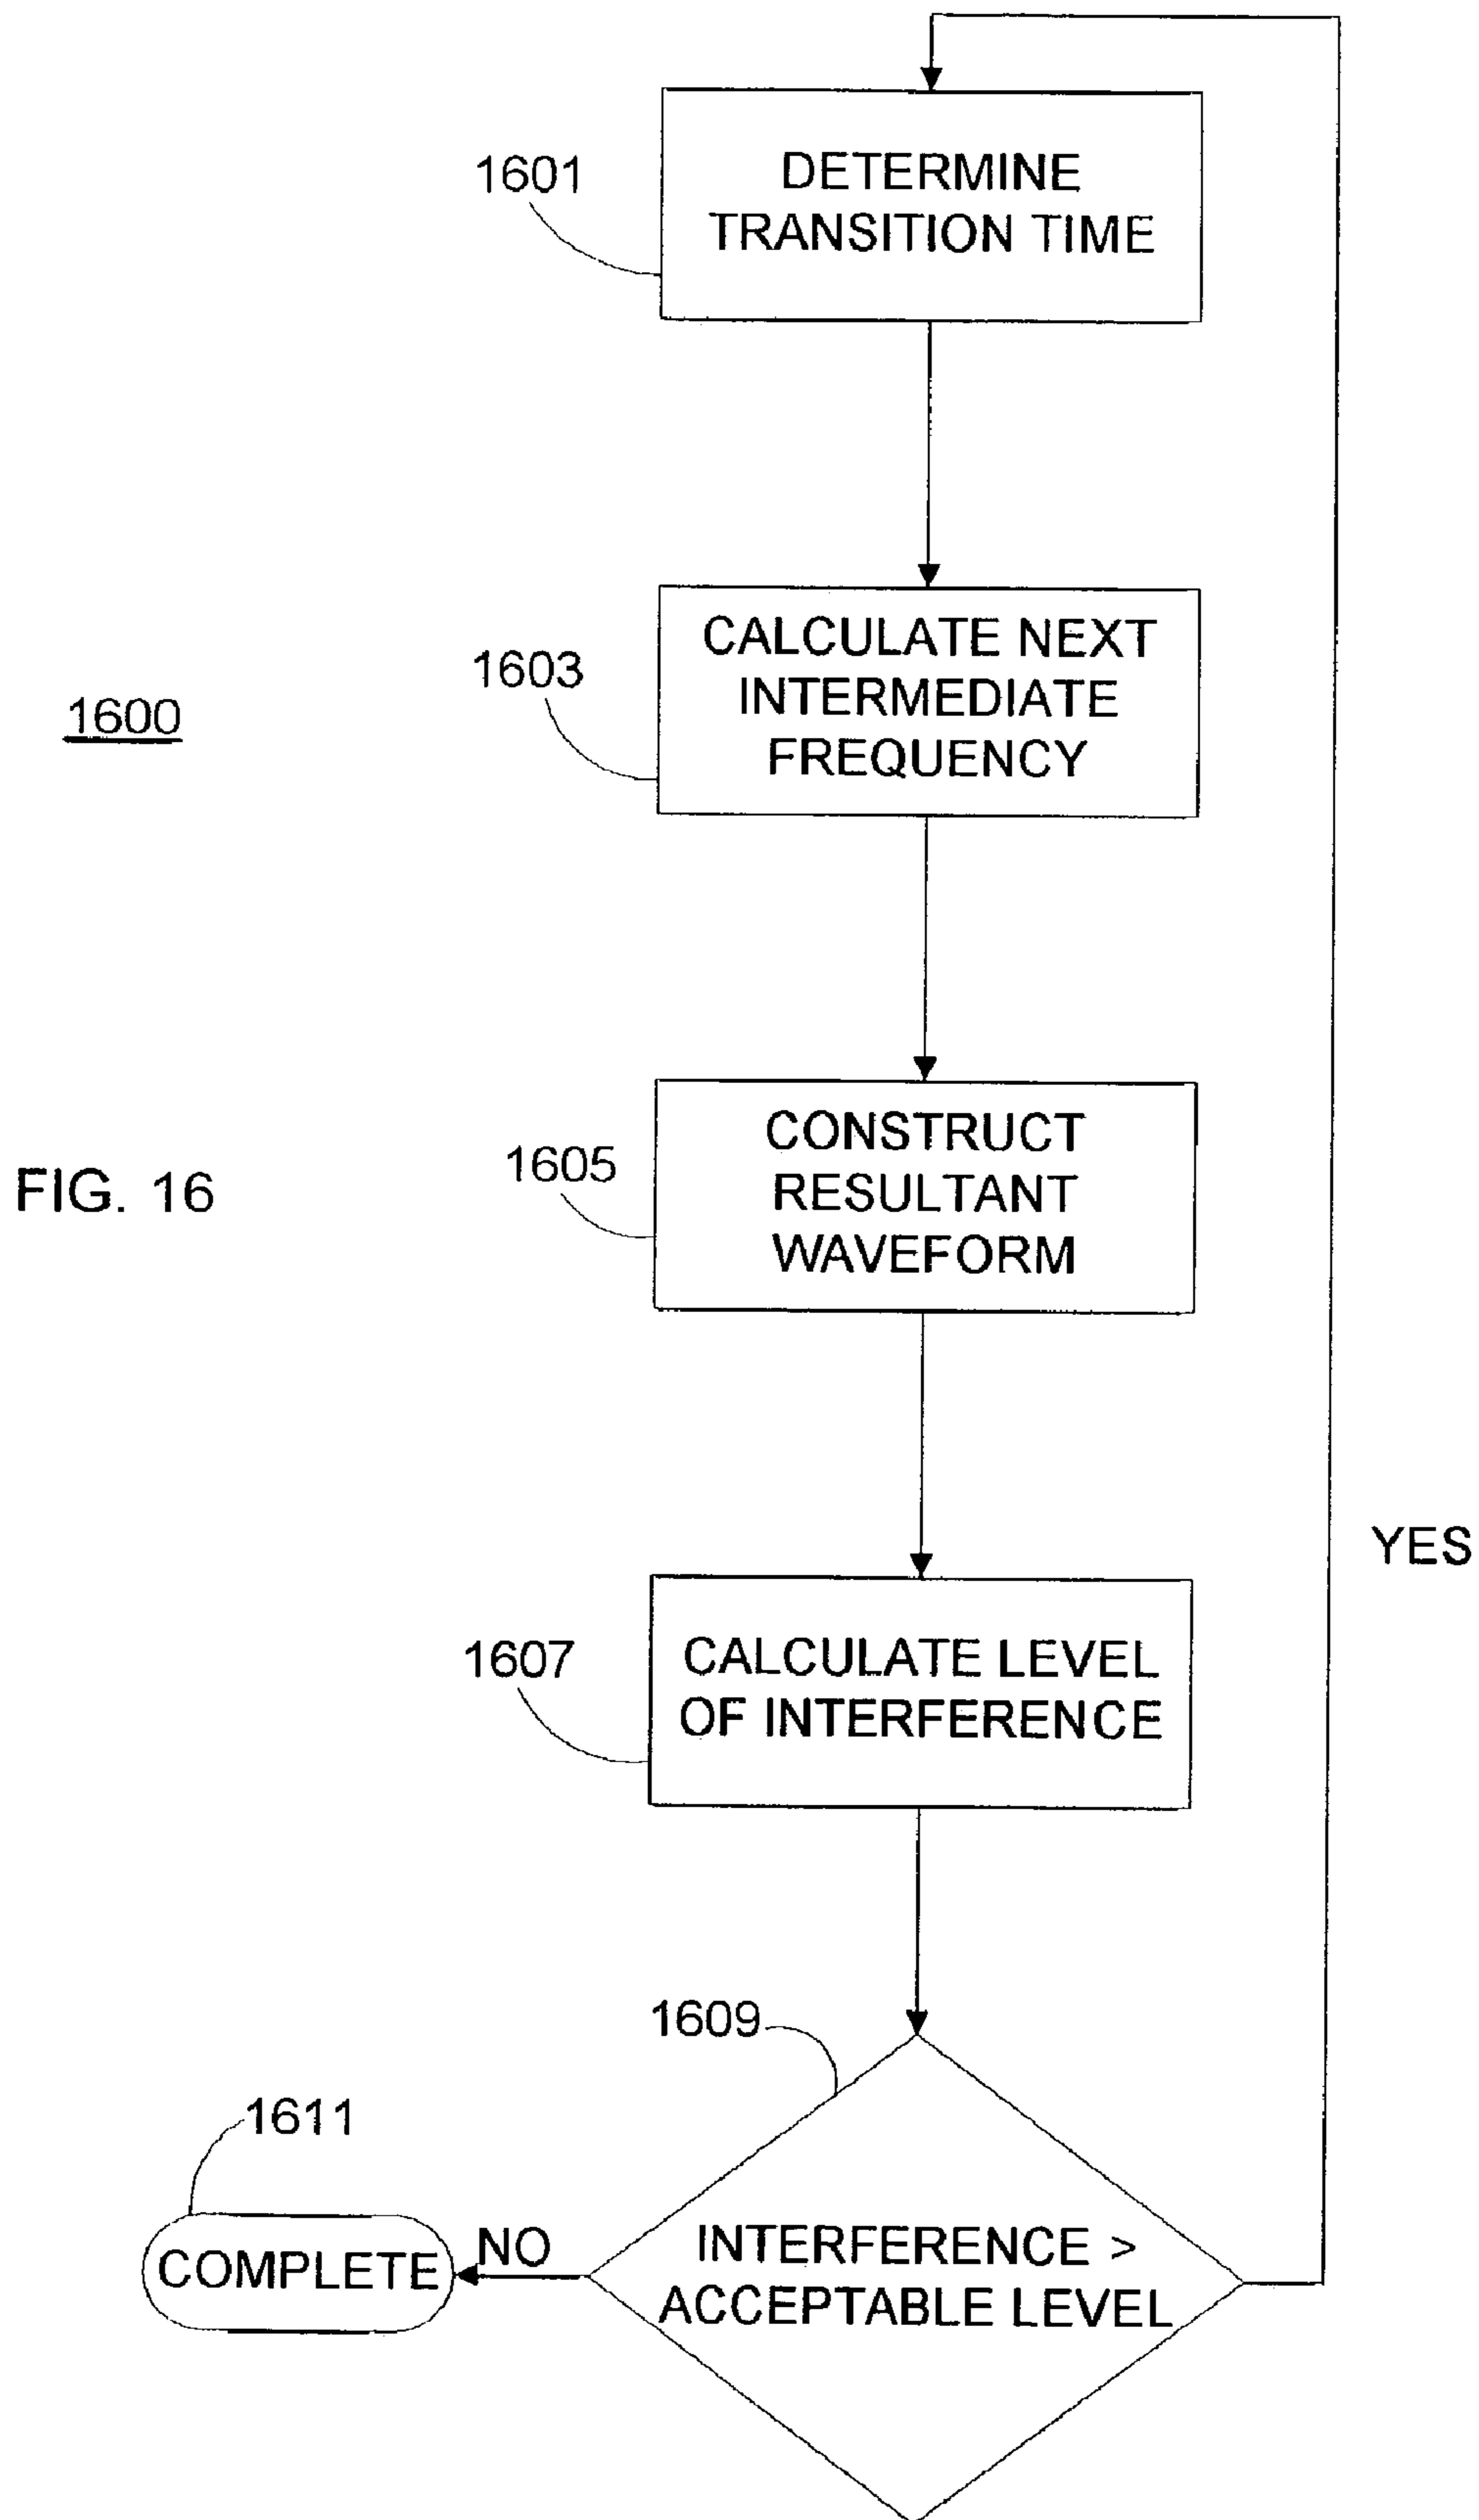 1601
DETERMINE
TRANSITION TIME
1603
CALCULATE NEXT
INTERMEDIATE
FREQUENCY
1600
1605
CONSTRUCT
RESULTANT
WAVEFORM
FIG. 16
YES
1607
CALCULATE LEVEL
OF INTERFERENCE
1609
1611
INTERFERENCE >
ACCEPTABLE LEVEL
NO
COMPLETE